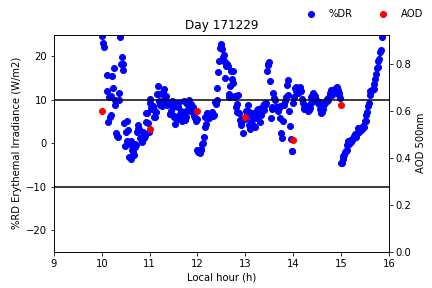 %DR AOD
Day 171229
%RD Erythemal Irradiance (W/m2)
20
10
0
−10
−20
0.8
0.6
0.4
0.2
0.0
AOD 500nm
9 10 11 12 13 14 15 16
Local hour (h)